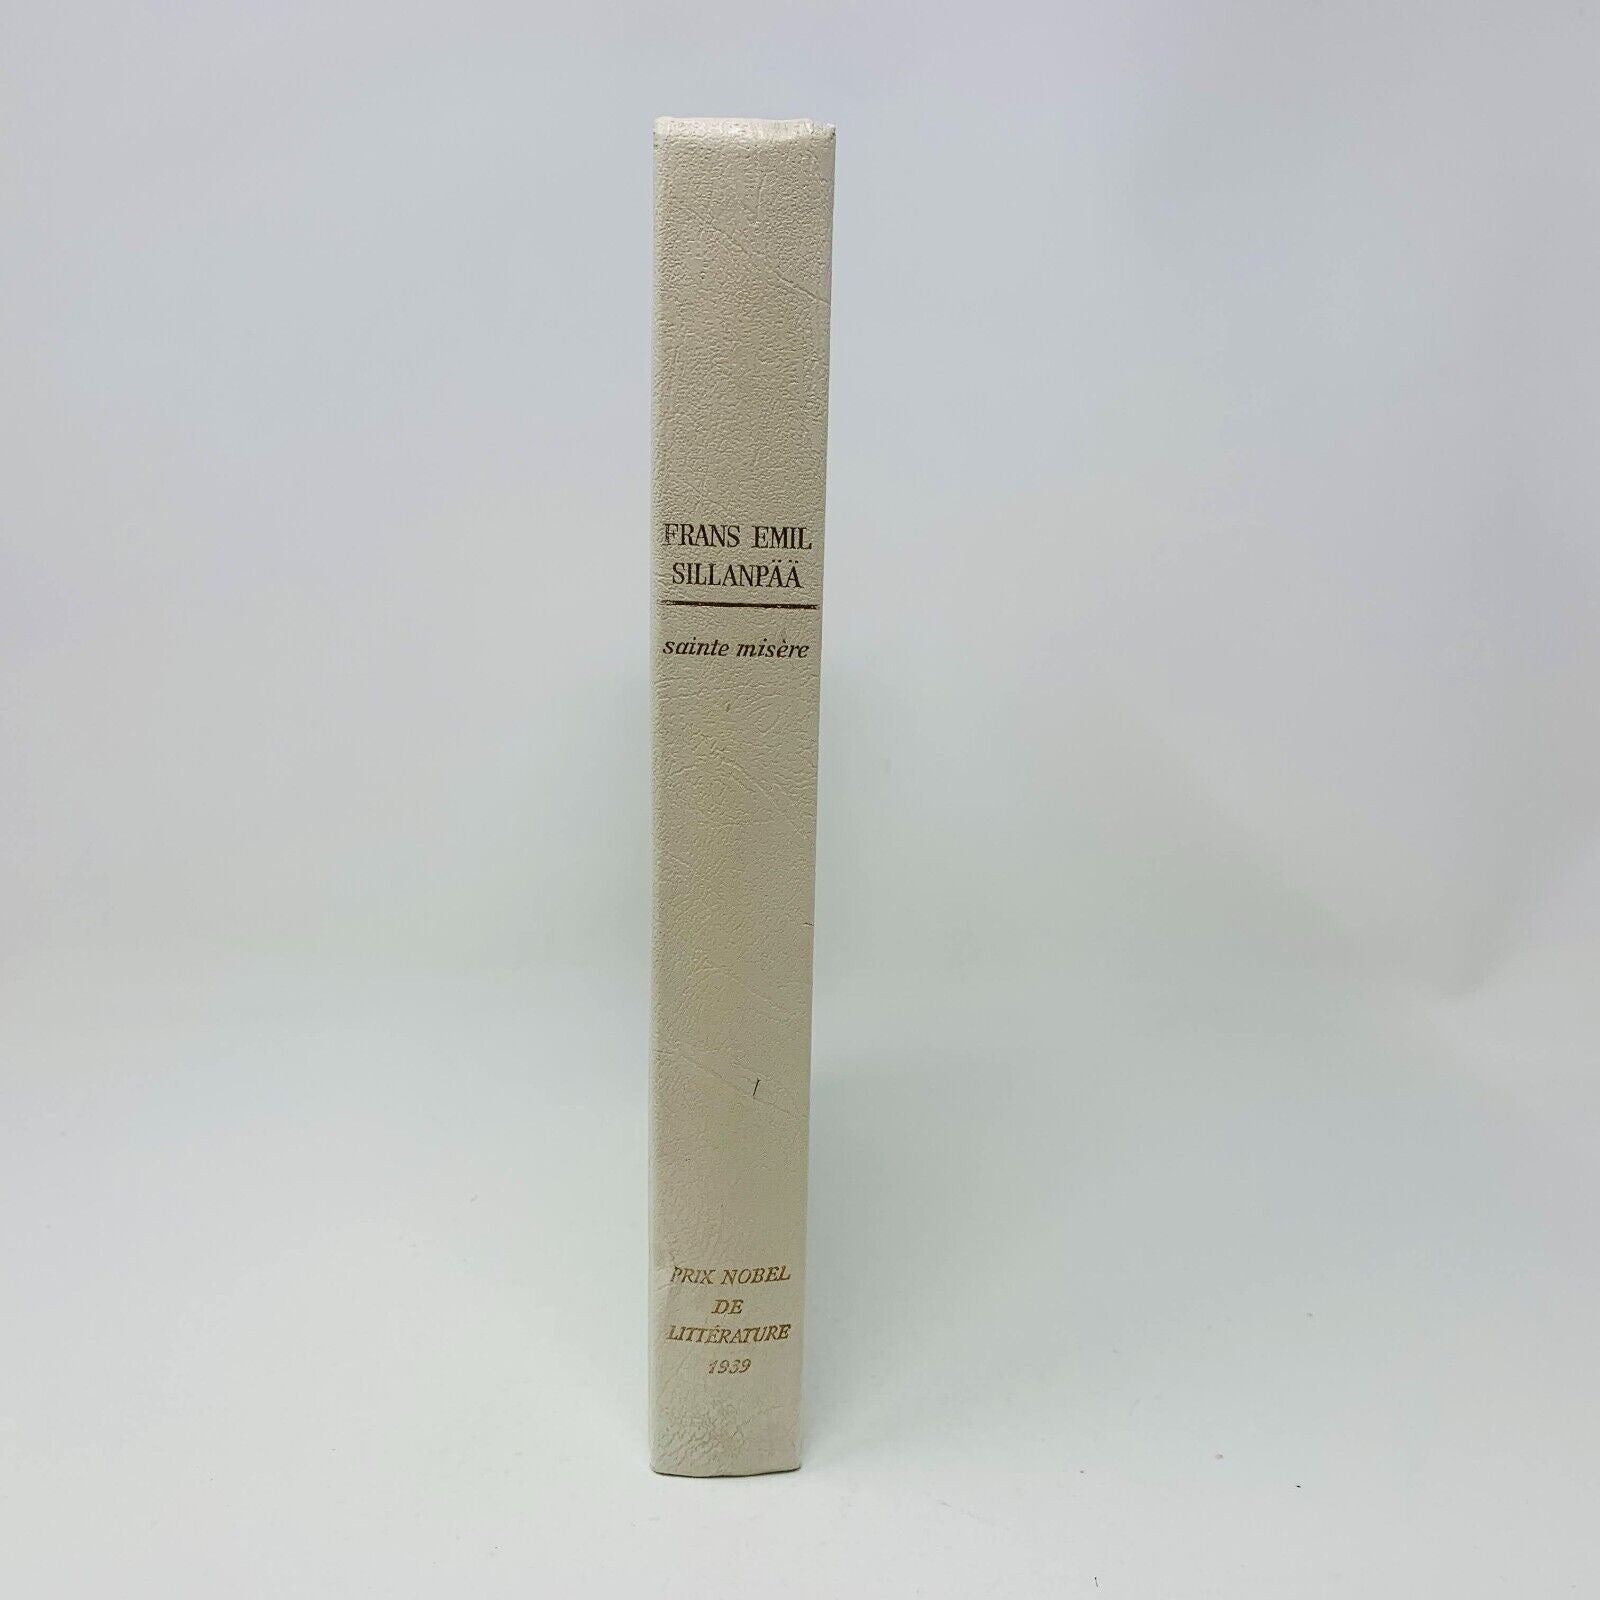 FRANS EMIL
SILLANPÄÄ
sainte misère
PRIX NOBEL
DE
LITTÉRATURE
1939